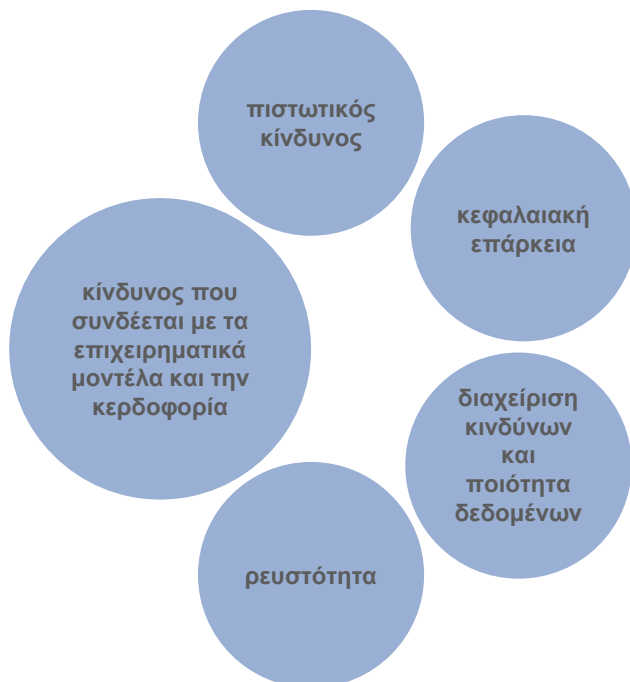 πιστωτικός
κίνδυνος
κεφαλαιακή
επάρκεια
κίνδυνος που
συνδέεται με τα
επιχειρηματικά
μοντέλα και την
κερδοφορία
διαχείριση
κινδύνων
και
ποιότητα
δεδομένων
ρευστότητα